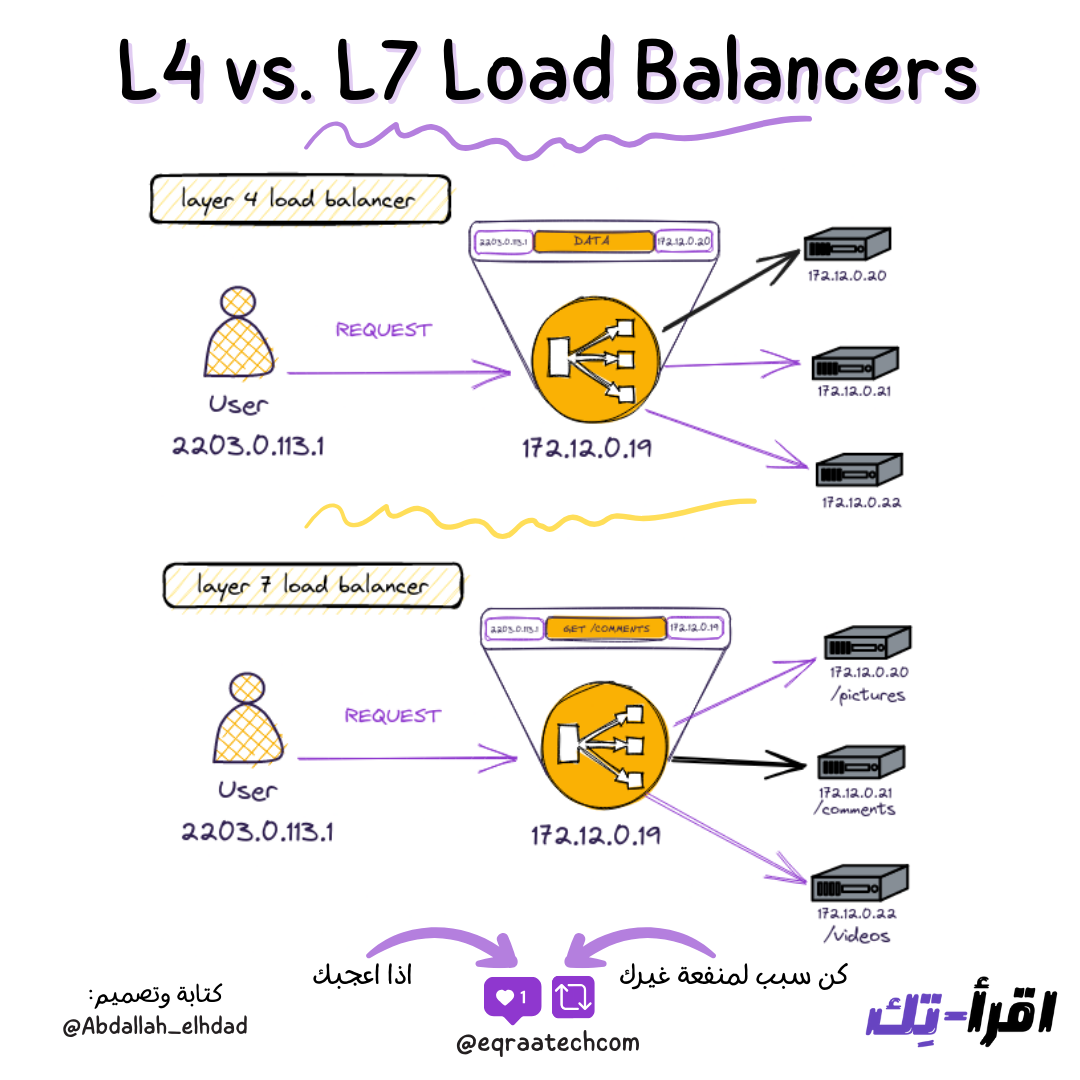 L4 vs. L7 Load Balancers
layer 4 load balancer
2203.0.113.1 DATA 172.12.0.20
172.12.0.20
REQUEST
172.12.0.21
User
2203.0.113.1
172.12.0.19
172.12.0.22
layer 7 load balancer
2203.0.113.1 GET /COMMENTS 172.12.0.19
172.12.0.20
/pictures
REQUEST
172.12.0.21
/comments
User
2203.0.113.1
172.12.0.19
172.12.0.22
/videos
كن سبب لمنفعة غيرك
اذا اعجبك
1
كتابة وتصميم:
@Abdallah_elhdad
@eqraatechcom
اقرأ-تِك